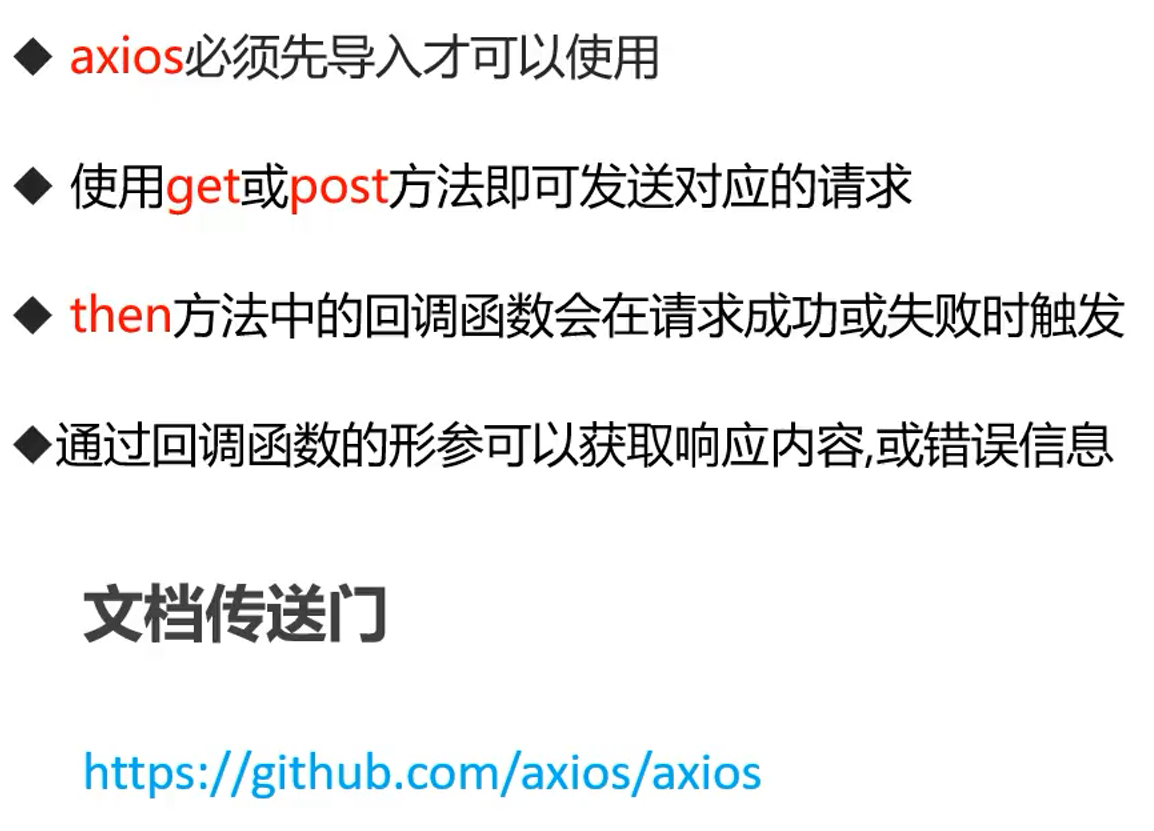 ◆ axios必须先导入才可以使用
◆ 使用get或post方法即可发送对应的请求
◆ then方法中的回调函数会在请求成功或失败时触发
◆通过回调函数的形参可以获取响应内容,或错误信息
文档传送门
https://github.com/axios/axios